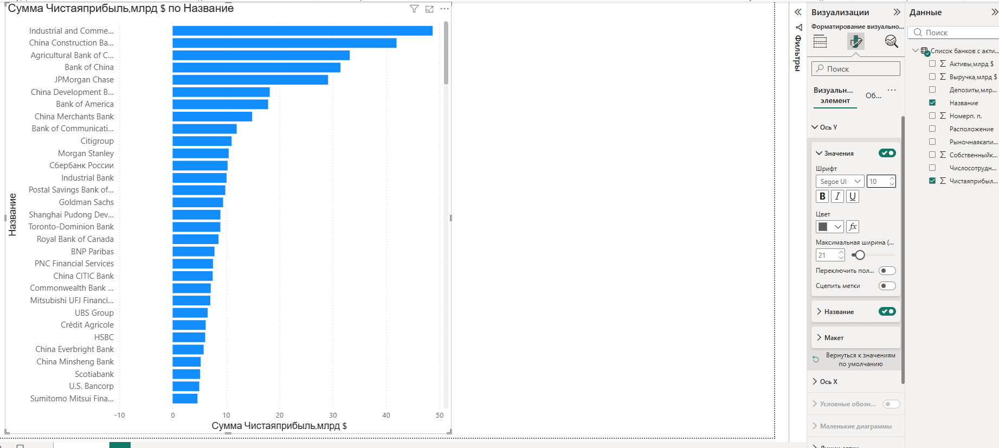 Сумма Чистаяприбыль,млрд $ по Название
Название
Industrial and Comme...
China Construction Ba...
Agricultural Bank of C...
Bank of China
JPMorgan Chase
China Development B...
Bank of America
China Merchants Bank
Bank of Communicati...
Citigroup
Morgan Stanley
Сбербанк России
Industrial Bank
Postal Savings Bank of...
Goldman Sachs
Shanghai Pudong Dev...
Toronto-Dominion Bank
Royal Bank of Canada
BNP Paribas
PNC Financial Services
China CITIC Bank
Commonwealth Bank ...
Mitsubishi UFJ Financi...
UBS Group
Crédit Agricole
HSBC
China Everbright Bank
China Minsheng Bank
Scotiabank
U.S. Bancorp
Sumitomo Mitsui Fina...
-10 0 10 20 30 40 50
Сумма Чистаяприбыль,млрд $
Фильтры
Визуализации
Форматирование визуально...
Поиск
Визуальн...
элемент
Об...
Ось Y
Значения
Шрифт
Segoe UI 10
B I U
Цвет
fx
Максимальная ширина (...
21
Переключить пол...
Сцепить метки
Название
Макет
Вернуться к значениям
по умолчанию
Ось X
Условные обозн...
Маленькие диаграммы
Данные
Поиск
Список банков с акти...
Активы,млрд $
Выручка,млрд $
Депозиты,млр...
Название
Номерп. п.
Расположение
Рыночнаякапи...
Собственныйк...
Числосотрудн...
Чистаяприбыл...